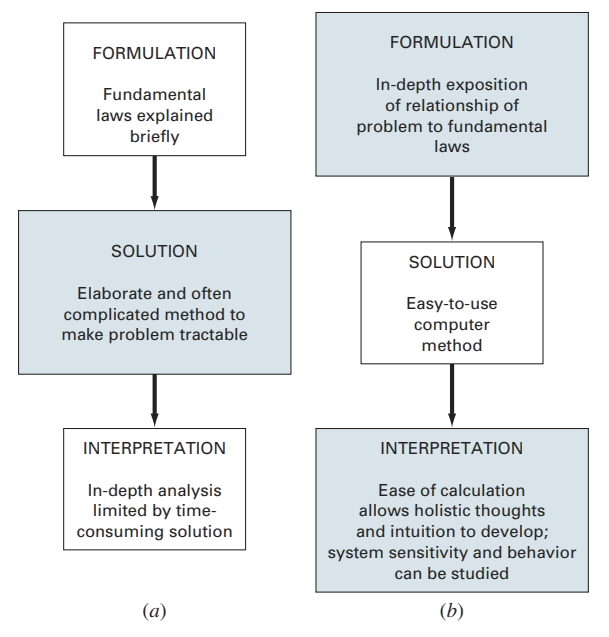 FORMULATION
Fundamental
laws explained
briefly
SOLUTION
Elaborate and often
complicated method to
make problem tractable
INTERPRETATION
In-depth analysis
limited by time-
consuming solution
(a)
FORMULATION
In-depth exposition
of relationship of
problem to fundamental
laws
SOLUTION
Easy-to-use
computer
method
INTERPRETATION
Ease of calculation
allows holistic thoughts
and intuition to develop;
system sensitivity and behavior
can be studied
(b)